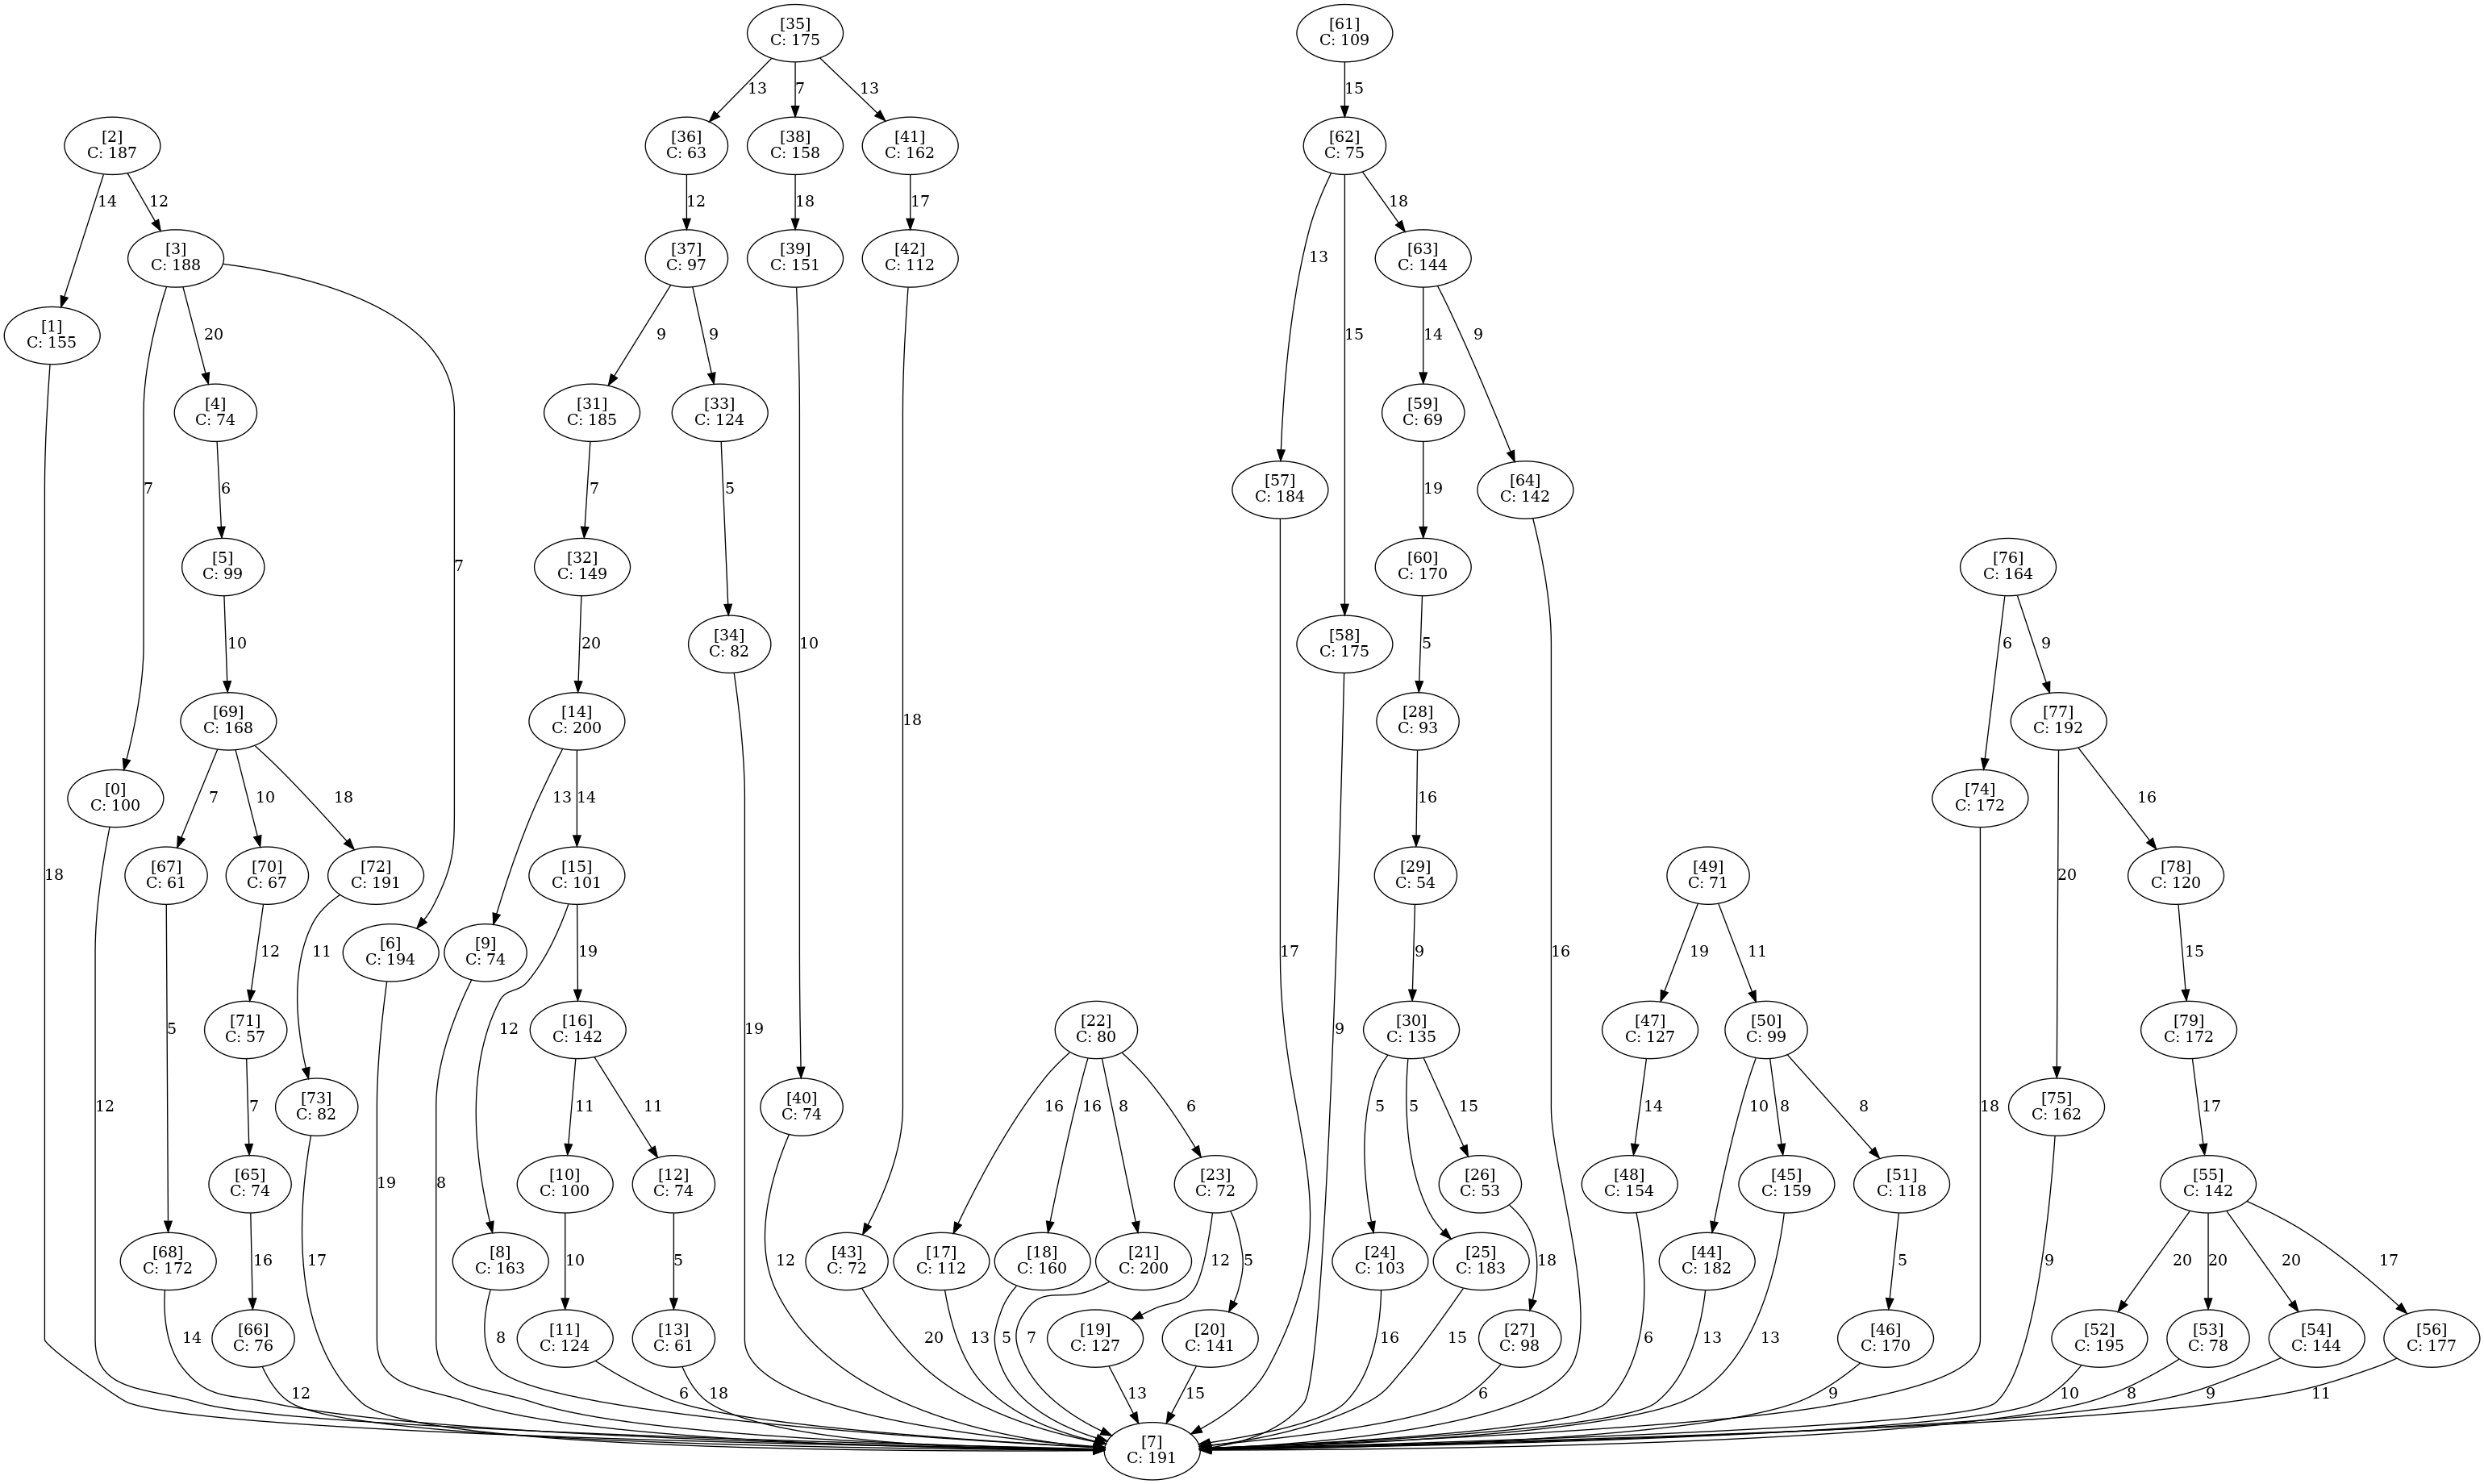 [35]
C: 175
[61]
C: 109
13
7
13
15
[2]
C: 187
[36]
C: 63
[38]
C: 158
[41]
C: 162
[62]
C: 75
14
12
12
18
17
13
15
18
[3]
C: 188
[37]
C: 97
[39]
C: 151
[42]
C: 112
[63]
C: 144
[1]
C: 155
7
20
7
9
9
10
18
14
9
[4]
C: 74
[31]
C: 185
[33]
C: 124
[59]
C: 69
6
7
5
19
[57]
C: 184
[64]
C: 142
[5]
C: 99
[32]
C: 149
[60]
C: 170
[76]
C: 164
10
20
5
6
9
[34]
C: 82
[58]
C: 175
[69]
C: 168
[14]
C: 200
[28]
C: 93
[77]
C: 192
[0]
C: 100
7
10
18
13
14
16
20
16
[74]
C: 172
[67]
C: 61
[70]
C: 67
[72]
C: 191
[15]
C: 101
[29]
C: 54
[49]
C: 71
[78]
C: 120
18
12
11
19
17
16
9
19
11
15
[6]
C: 194
[9]
C: 74
5
12
12
19
9
18
[71]
C: 57
[16]
C: 142
[22]
C: 80
[30]
C: 135
[47]
C: 127
[50]
C: 99
[79]
C: 172
12
7
11
11
16
16
8
6
5
5
15
14
10
8
8
17
[73]
C: 82
[40]
C: 74
[75]
C: 162
19
8
[65]
C: 74
[10]
C: 100
[12]
C: 74
[23]
C: 72
[26]
C: 53
[48]
C: 154
[45]
C: 159
[51]
C: 118
[55]
C: 142
16
17
10
5
12
12
5
18
5
9
20
20
20
17
[68]
C: 172
[8]
C: 163
[43]
C: 72
[17]
C: 112
[18]
C: 160
[21]
C: 200
[24]
C: 103
[25]
C: 183
[44]
C: 182
14
8
20
13
5
7
16
15
6
13
13
[66]
C: 76
[11]
C: 124
[13]
C: 61
[19]
C: 127
[20]
C: 141
[27]
C: 98
[46]
C: 170
[52]
C: 195
[53]
C: 78
[54]
C: 144
[56]
C: 177
12
6
18
13
15
6
9
10
8
9
11
[7]
C: 191